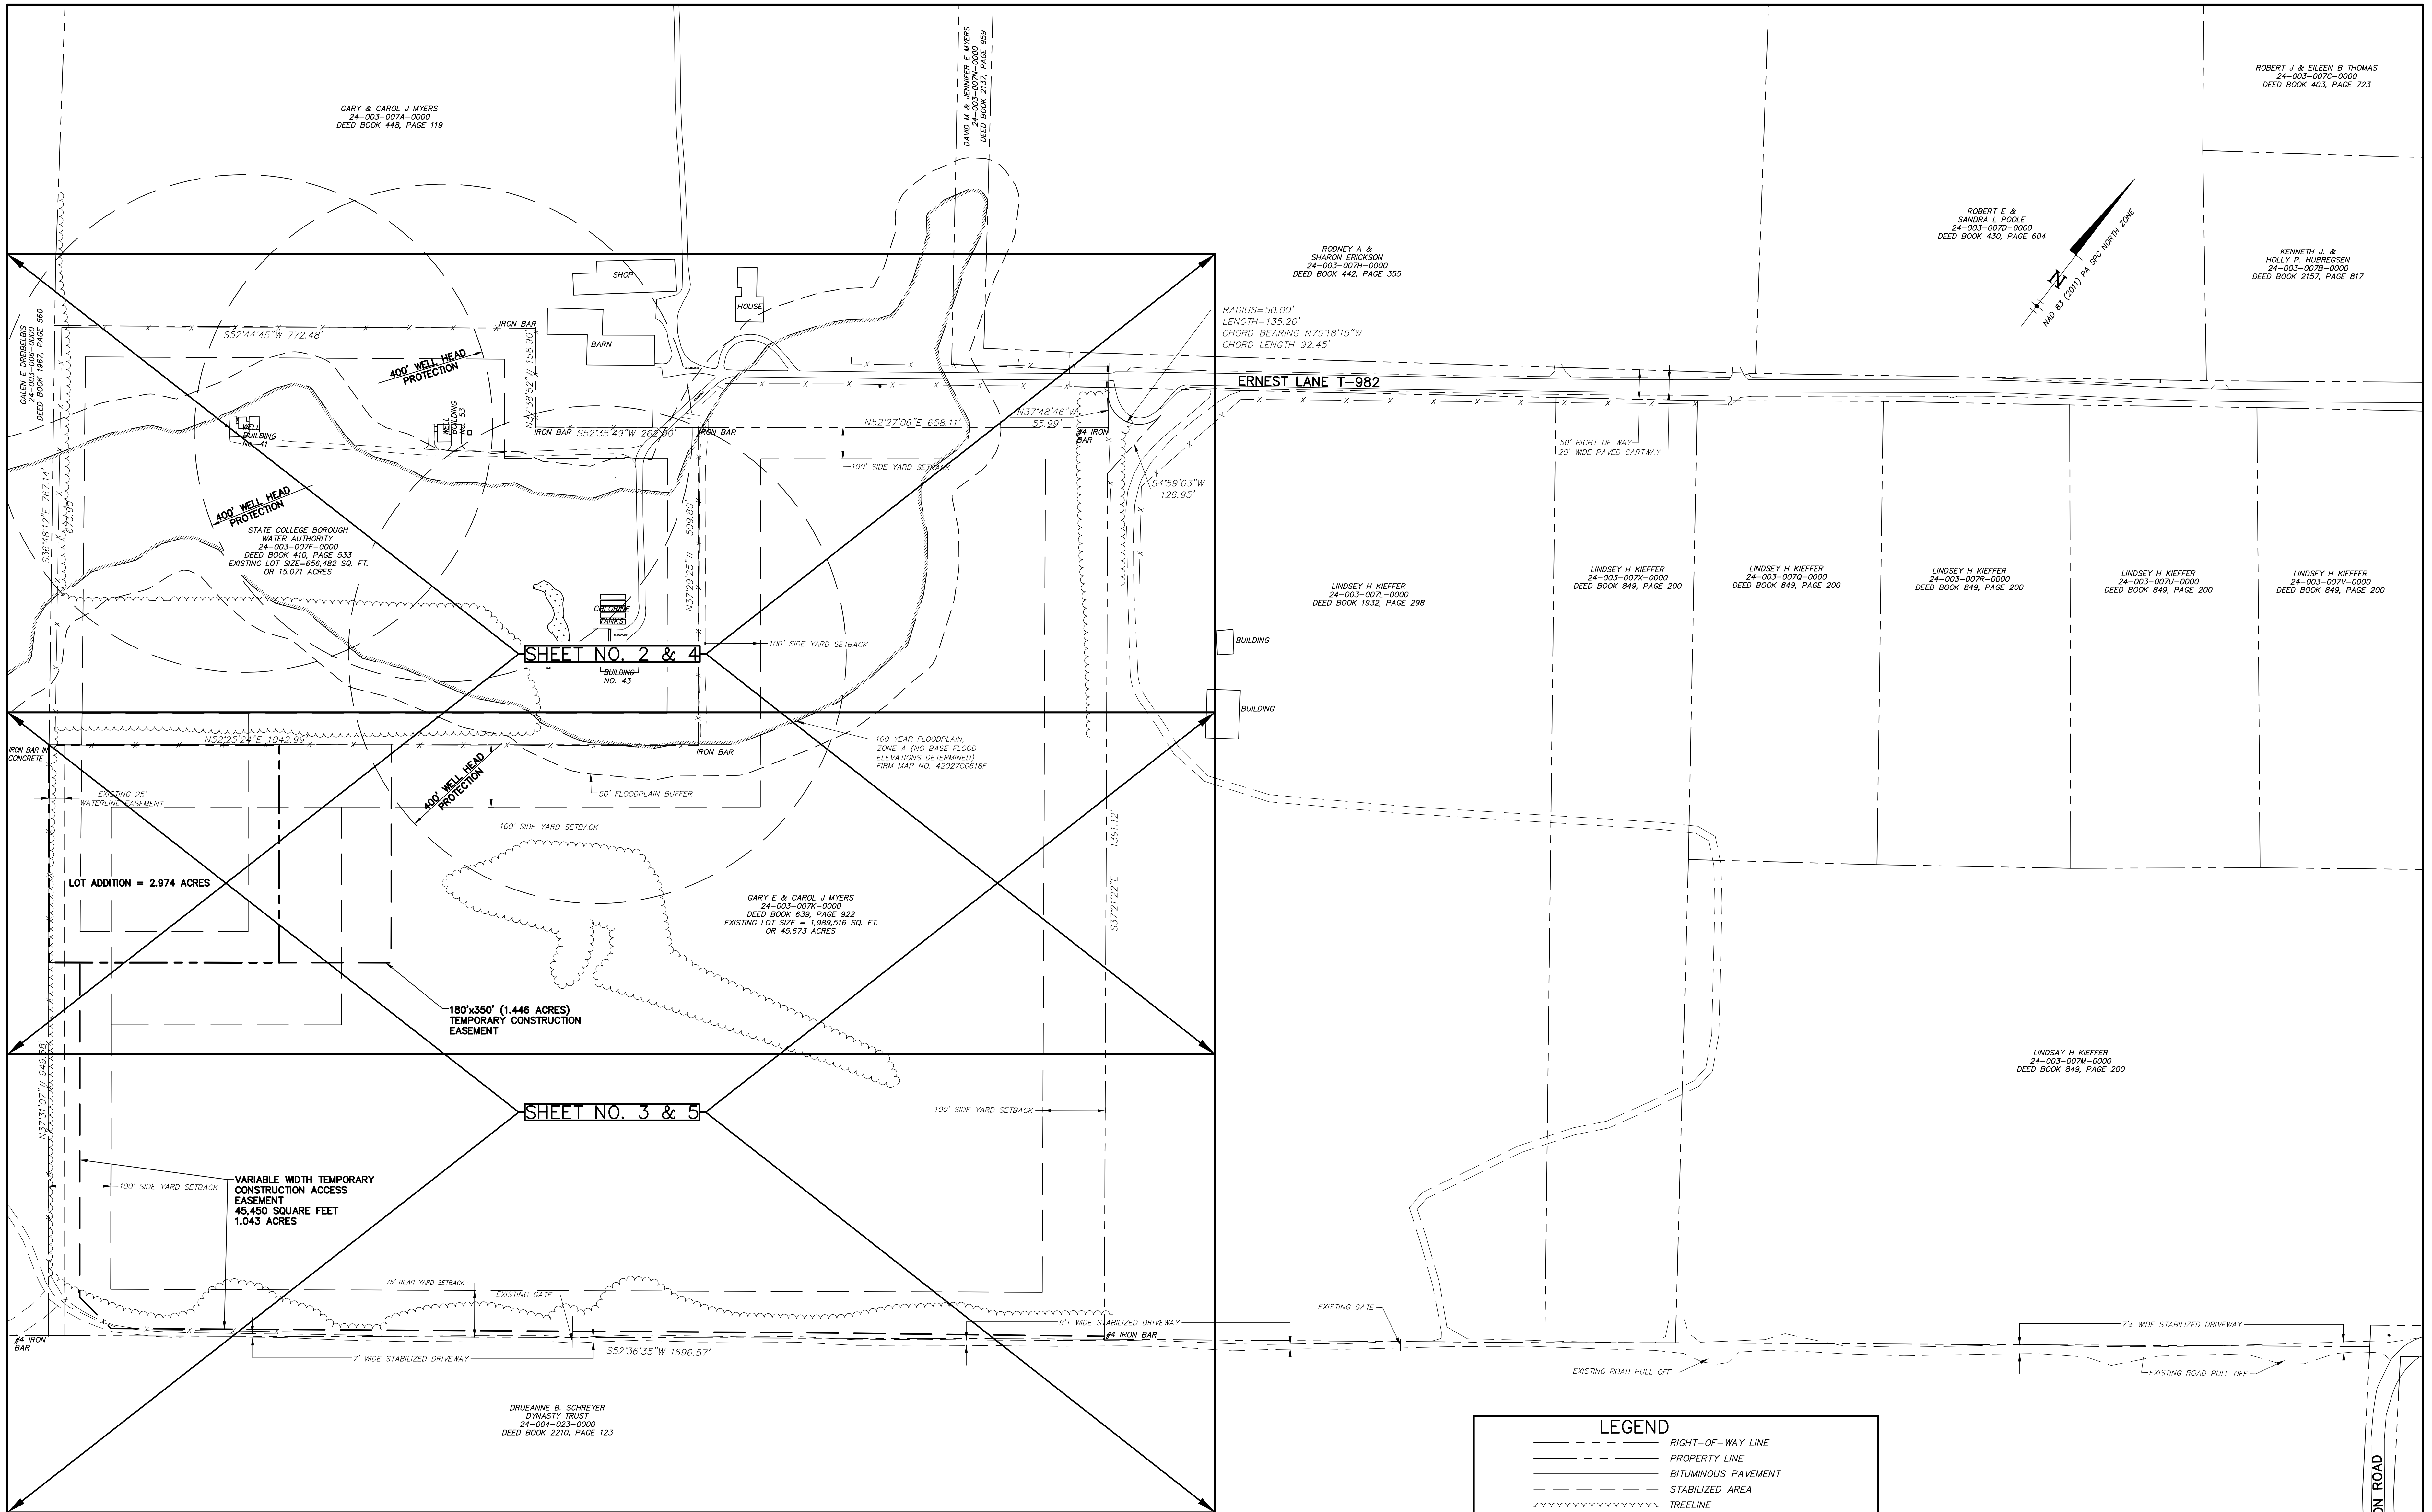 GARY & CAROL J MYERS
24-003-007A-0000
DEED BOOK 448, PAGE 119
DAVID M & JENNIFER E MYERS
24-003-007N-0000
DEED BOOK 2137, PAGE 959
ROBERT J & EILEEN B THOMAS
24-003-007C-0000
DEED BOOK 403, PAGE 723
RODNEY A &
SHARON ERICKSON
24-003-007H-0000
DEED BOOK 442, PAGE 355
ROBERT E &
SANDRA L POOLE
24-003-007D-0000
DEED BOOK 430, PAGE 604
N
NAD 83 (2011) PA SPC NORTH ZONE
KENNETH J. &
HOLLY P. HUBREGSEN
24-003-007B-0000
DEED BOOK 2157, PAGE 817
GALEN E DREIBELBIS
24-003-006-0000
DEED BOOK 1967, PAGE 560
SHOP
HOUSE
BARN
S52°44'45"W 772.48'
IRON BAR
N37°38'52"W 158.90'
400' WELL HEAD
PROTECTION
RADIUS=50.00'
LENGTH=135.20'
CHORD BEARING N75°18'15"W
CHORD LENGTH 92.45'
ERNEST LANE T-982
WELL
BUILDING
No. 41
WELL
BUILDING
No. 33
IRON BAR
S52°35'49"W 262.00'
IRON BAR
N52°27'06"E 658.11'
N37°48'46"W
55.99'
#4 IRON
BAR
100' SIDE YARD SETBACK
S4°59'03"W
126.95'
50' RIGHT OF WAY
20' WIDE PAVED CARTWAY
S36°48'12"E 767.14'
673.90'
400' WELL HEAD
PROTECTION
STATE COLLEGE BOROUGH
WATER AUTHORITY
24-003-007F-0000
DEED BOOK 410, PAGE 533
EXISTING LOT SIZE=656,482 SQ. FT.
OR 15.071 ACRES
N37°29'25"W 509.80'
CHLORINE
TANKS
SHEET NO. 2 & 4
BUILDING
NO. 43
100' SIDE YARD SETBACK
LINDSEY H KIEFFER
24-003-007L-0000
DEED BOOK 1932, PAGE 298
LINDSEY H KIEFFER
24-003-007X-0000
DEED BOOK 849, PAGE 200
LINDSEY H KIEFFER
24-003-007Q-0000
DEED BOOK 849, PAGE 200
LINDSEY H KIEFFER
24-003-007R-0000
DEED BOOK 849, PAGE 200
LINDSEY H KIEFFER
24-003-007U-0000
DEED BOOK 849, PAGE 200
LINDSEY H KIEFFER
24-003-007V-0000
DEED BOOK 849, PAGE 200
BUILDING
BUILDING
IRON BAR IN
CONCRETE
N52°25'24"E 1042.99'
IRON BAR
100 YEAR FLOODPLAIN,
ZONE A (NO BASE FLOOD
ELEVATIONS DETERMINED)
FIRM MAP NO. 42027C0618F
EXISTING 25'
WATERLINE EASEMENT
400' WELL HEAD
PROTECTION
50' FLOODPLAIN BUFFER
100' SIDE YARD SETBACK
LOT ADDITION = 2.974 ACRES
GARY E & CAROL J MYERS
24-003-007K-0000
DEED BOOK 639, PAGE 922
EXISTING LOT SIZE = 1,989,516 SQ. FT.
OR 45.673 ACRES
S37°21'22"E 1391.12'
180'x350' (1.446 ACRES)
TEMPORARY CONSTRUCTION
EASEMENT
N37°31'07"W 949.58'
SHEET NO. 3 & 5
100' SIDE YARD SETBACK
LINDSAY H KIEFFER
24-003-007M-0000
DEED BOOK 849, PAGE 200
100' SIDE YARD SETBACK
VARIABLE WIDTH TEMPORARY
CONSTRUCTION ACCESS
EASEMENT
45,450 SQUARE FEET
1.043 ACRES
75' REAR YARD SETBACK
EXISTING GATE
EXISTING GATE
9'± WIDE STABILIZED DRIVEWAY
7'± WIDE STABILIZED DRIVEWAY
#4 IRON
BAR
#4 IRON BAR
7' WIDE STABILIZED DRIVEWAY
S52°36'35"W 1696.57'
EXISTING ROAD PULL OFF
EXISTING ROAD PULL OFF
DRUEANNE B. SCHREYER
DYNASTY TRUST
24-004-023-0000
DEED BOOK 2210, PAGE 123
LEGEND
RIGHT-OF-WAY LINE
PROPERTY LINE
BITUMINOUS PAVEMENT
STABILIZED AREA
TREELINE
ROAD